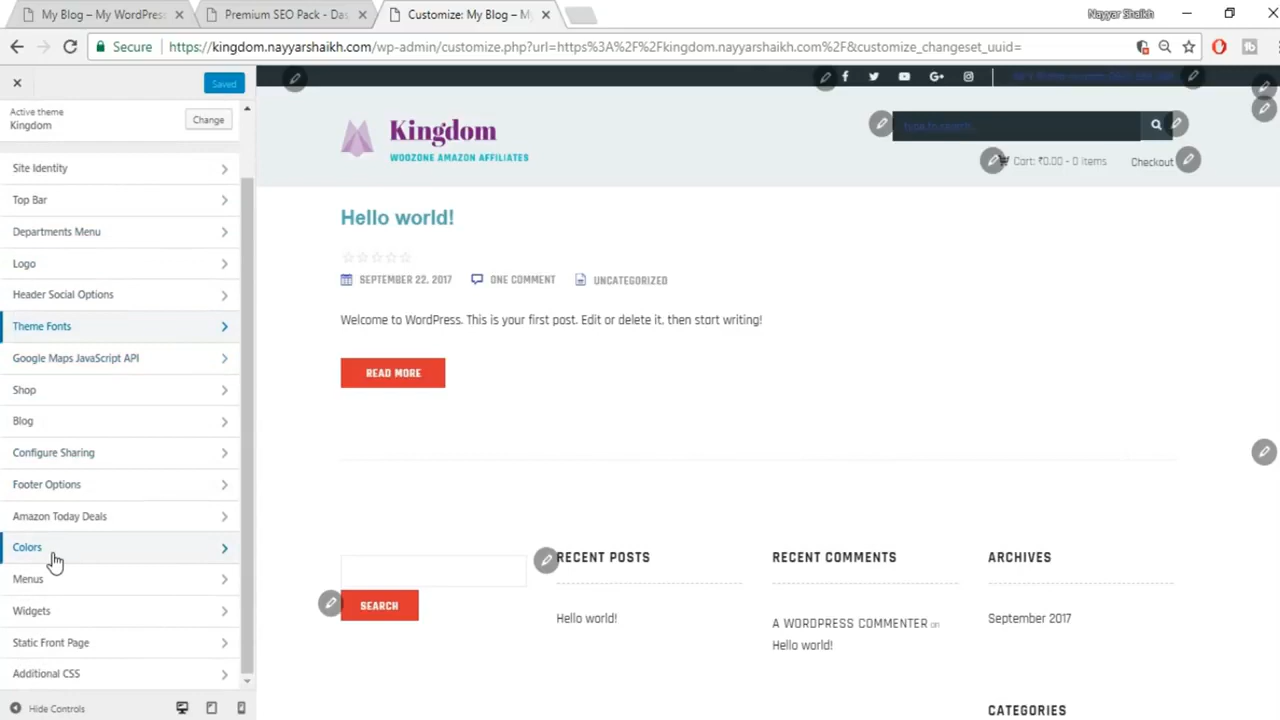 My Blog – My WordPress
Premium SEO Pack - Das
Customize: My Blog – M
Nayyar Shaikh
Secure
https://kingdom.nayyarshaikh.com/wp-admin/customize.php?url=https%3A%2F%2Fkingdom.nayyarshaikh.com%2F&customize_changeset_uuid=
Saved
Active theme
Kingdom
Change
Site Identity
Top Bar
Departments Menu
Logo
Header Social Options
Theme Fonts
Google Maps JavaScript API
Shop
Blog
Configure Sharing
Footer Options
Amazon Today Deals
Colors
Menus
Widgets
Static Front Page
Additional CSS
Hide Controls
Kingdom
WOOZONE AMAZON AFFILIATES
type to search...
Cart: ₹0.00 - 0 items
Checkout
Hello world!
SEPTEMBER 22, 2017
ONE COMMENT
UNCATEGORIZED
Welcome to WordPress. This is your first post. Edit or delete it, then start writing!
READ MORE
SEARCH
RECENT POSTS
Hello world!
RECENT COMMENTS
A WORDPRESS COMMENTER on
Hello world!
ARCHIVES
September 2017
CATEGORIES